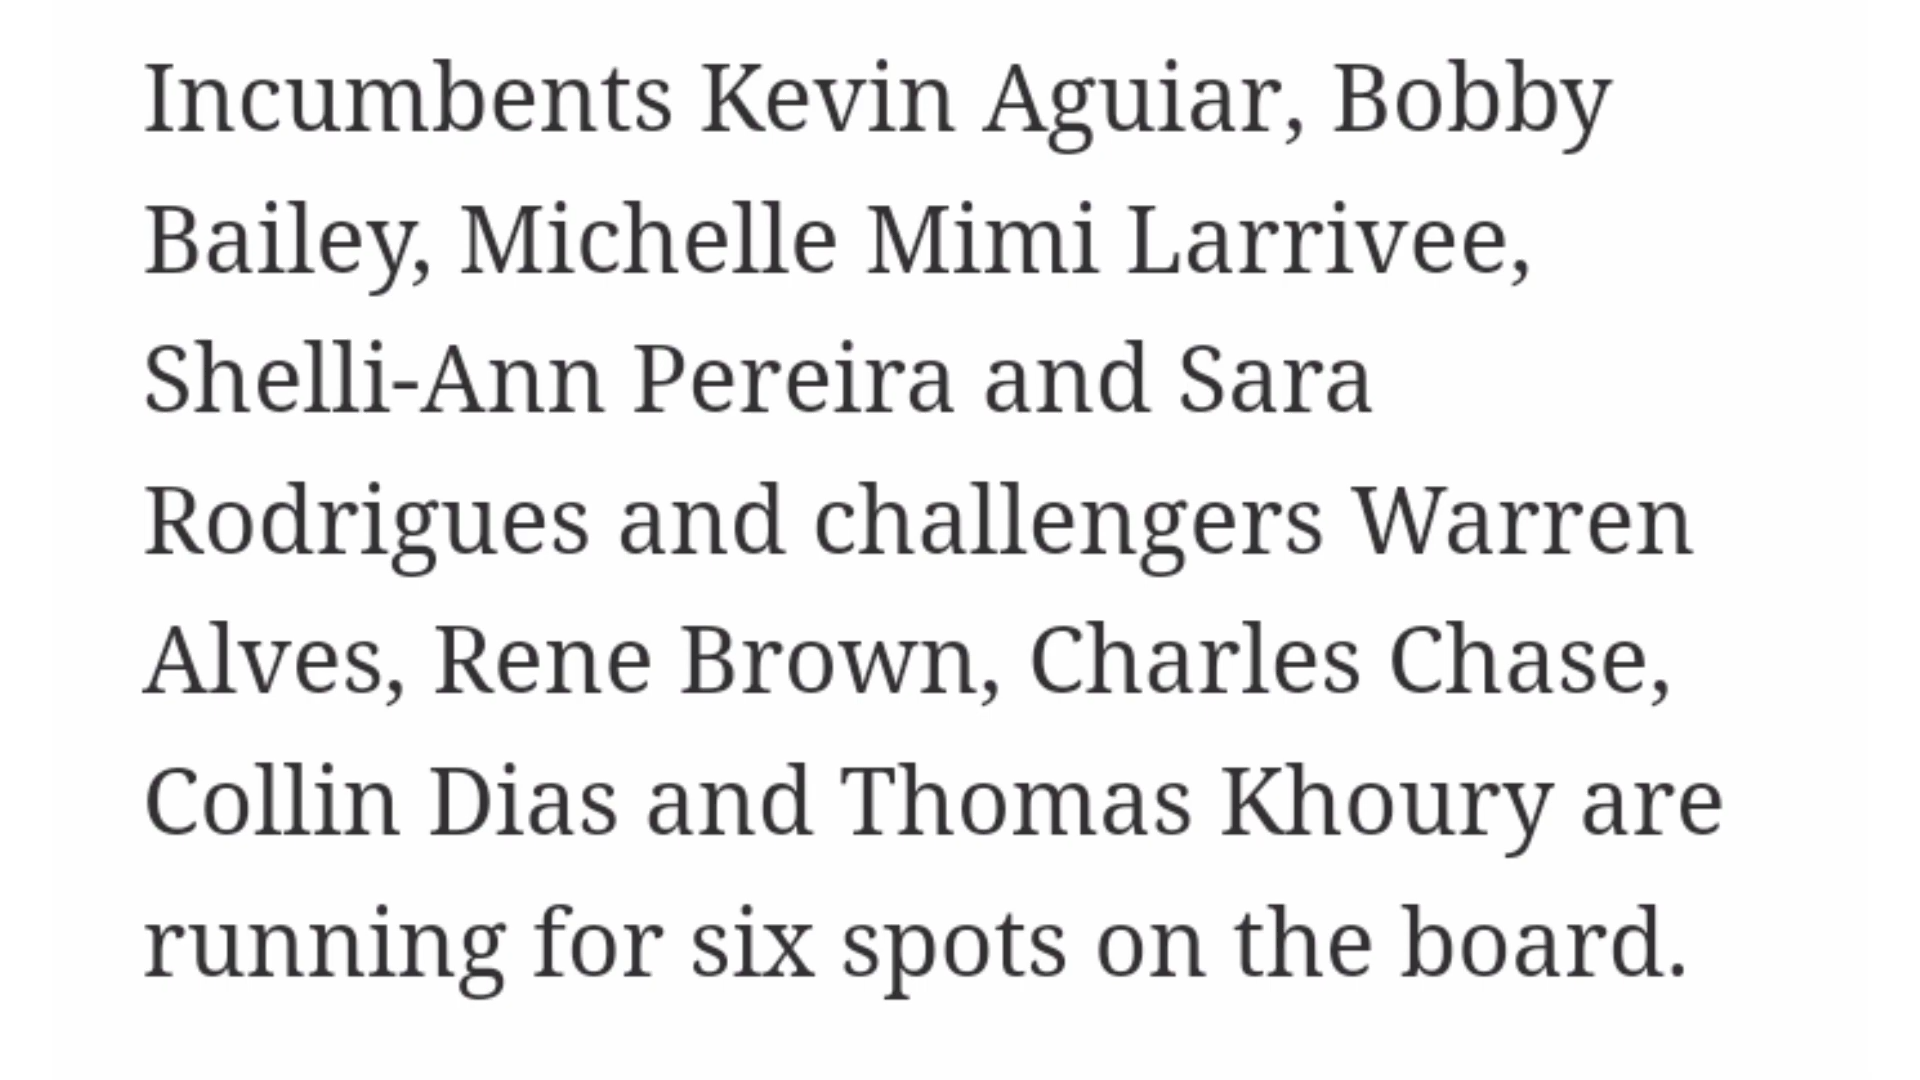 Incumbents Kevin Aguiar, Bobby
Bailey, Michelle Mimi Larrivee,
Shelli-Ann Pereira and Sara
Rodrigues and challengers Warren
Alves, Rene Brown, Charles Chase,
Collin Dias and Thomas Khoury are
running for six spots on the board.